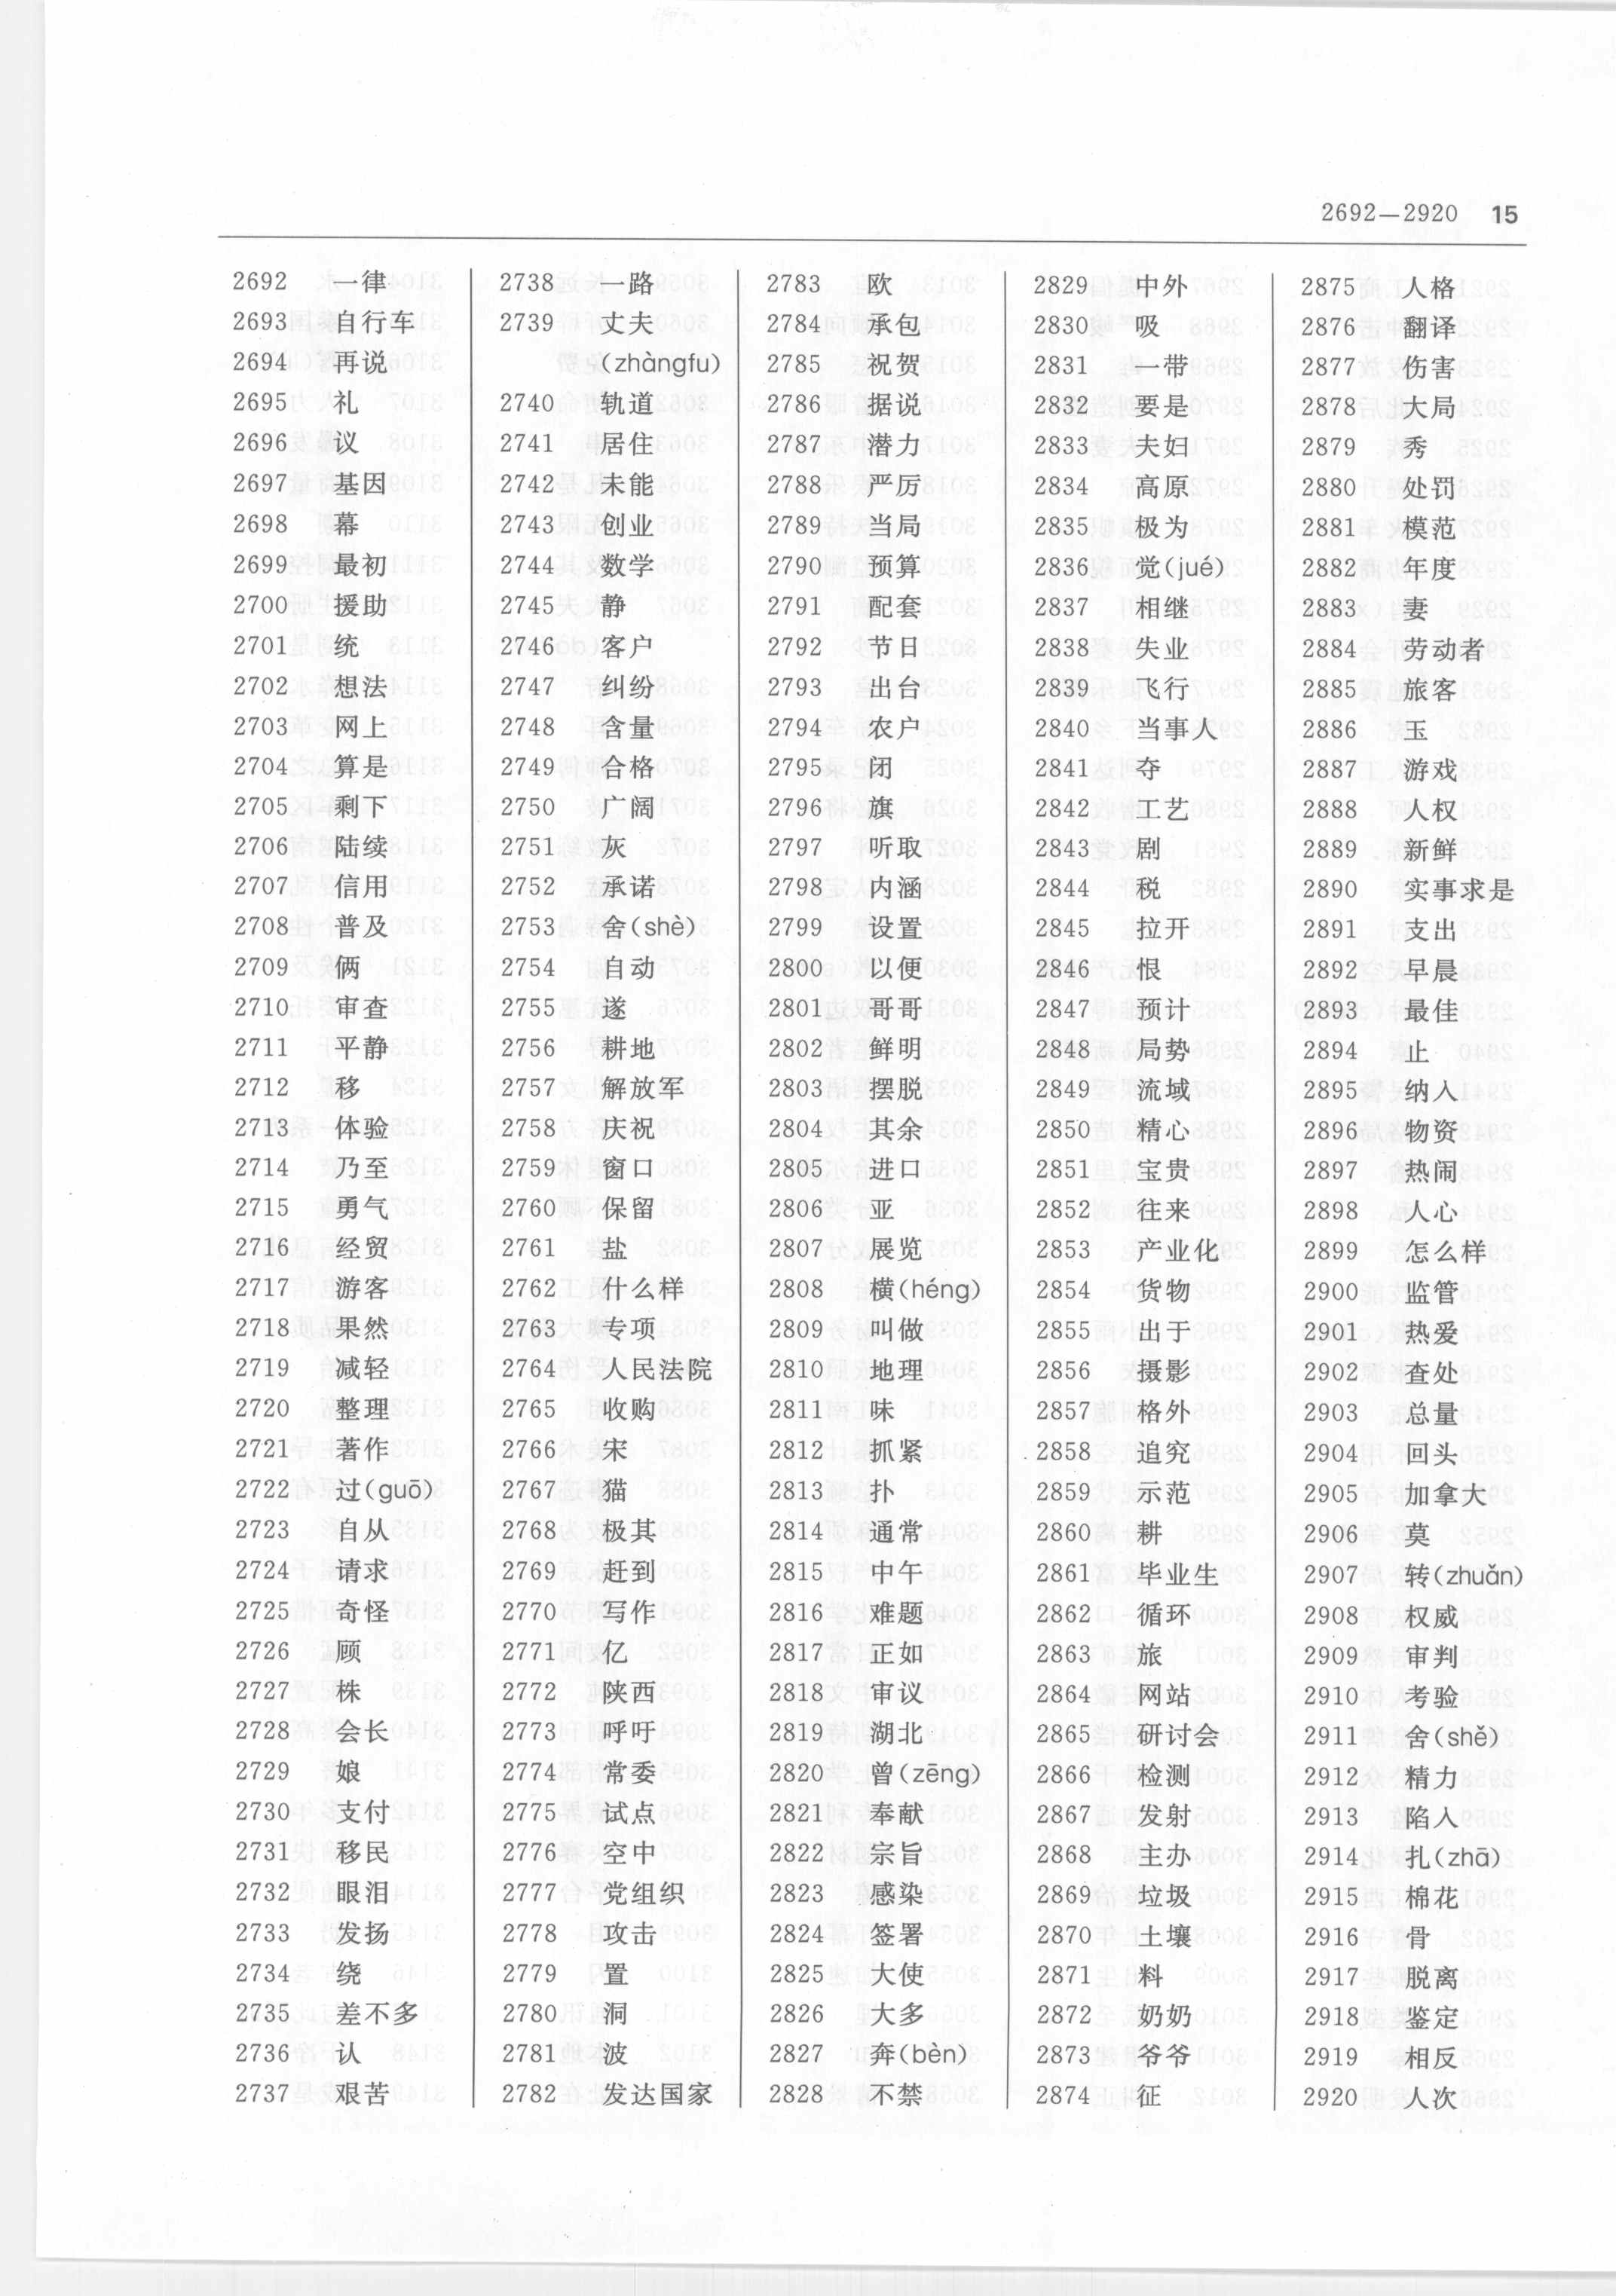 2692—2920 15
2692 一律
2693 自行车
2694 再说
2695 礼
2696 议
2697 基因
2698 幕
2699 最初
2700 援助
2701 统
2702 想法
2703 网上
2704 算是
2705 剩下
2706 陆续
2707 信用
2708 普及
2709 俩
2710 审查
2711 平静
2712 移
2713 体验
2714 乃至
2715 勇气
2716 经贸
2717 游客
2718 果然
2719 减轻
2720 整理
2721 著作
2722 过(guō)
2723 自从
2724 请求
2725 奇怪
2726 顾
2727 株
2728 会长
2729 娘
2730 支付
2731 移民
2732 眼泪
2733 发扬
2734 绕
2735 差不多
2736 认
2737 艰苦
2738 一路
2739 丈夫
(zhàngfu)
2740 轨道
2741 居住
2742 未能
2743 创业
2744 数学
2745 静
2746 客户
2747 纠纷
2748 含量
2749 合格
2750 广阔
2751 灰
2752 承诺
2753 舍(shè)
2754 自动
2755 遂
2756 耕地
2757 解放军
2758 庆祝
2759 窗口
2760 保留
2761 盐
2762 什么样
2763 专项
2764 人民法院
2765 收购
2766 宋
2767 猫
2768 极其
2769 赶到
2770 写作
2771 亿
2772 陕西
2773 呼吁
2774 常委
2775 试点
2776 空中
2777 党组织
2778 攻击
2779 置
2780 洞
2781 波
2782 发达国家
2783 欧
2784 承包
2785 祝贺
2786 据说
2787 潜力
2788 严厉
2789 当局
2790 预算
2791 配套
2792 节日
2793 出台
2794 农户
2795 闭
2796 旗
2797 听取
2798 内涵
2799 设置
2800 以便
2801 哥哥
2802 鲜明
2803 摆脱
2804 其余
2805 进口
2806 亚
2807 展览
2808 横(héng)
2809 叫做
2810 地理
2811 味
2812 抓紧
2813 扑
2814 通常
2815 中午
2816 难题
2817 正如
2818 审议
2819 湖北
2820 曾(zēng)
2821 奉献
2822 宗旨
2823 感染
2824 签署
2825 大使
2826 大多
2827 奔(bèn)
2828 不禁
2829 中外
2830 吸
2831 一带
2832 要是
2833 夫妇
2834 高原
2835 极为
2836 觉(jué)
2837 相继
2838 失业
2839 飞行
2840 当事人
2841 夺
2842 工艺
2843 剧
2844 税
2845 拉开
2846 恨
2847 预计
2848 局势
2849 流域
2850 精心
2851 宝贵
2852 往来
2853 产业化
2854 货物
2855 出于
2856 摄影
2857 格外
2858 追究
2859 示范
2860 耕
2861 毕业生
2862 循环
2863 旅
2864 网站
2865 研讨会
2866 检测
2867 发射
2868 主办
2869 垃圾
2870 土壤
2871 料
2872 奶奶
2873 爷爷
2874 征
2875 人格
2876 翻译
2877 伤害
2878 大局
2879 秀
2880 处罚
2881 模范
2882 年度
2883 妻
2884 劳动者
2885 旅客
2886 玉
2887 游戏
2888 人权
2889 新鲜
2890 实事求是
2891 支出
2892 早晨
2893 最佳
2894 止
2895 纳入
2896 物资
2897 热闹
2898 人心
2899 怎么样
2900 监管
2901 热爱
2902 查处
2903 总量
2904 回头
2905 加拿大
2906 莫
2907 转(zhuǎn)
2908 权威
2909 审判
2910 考验
2911 舍(shě)
2912 精力
2913 陷入
2914 扎(zhā)
2915 棉花
2916 骨
2917 脱离
2918 鉴定
2919 相反
2920 人次